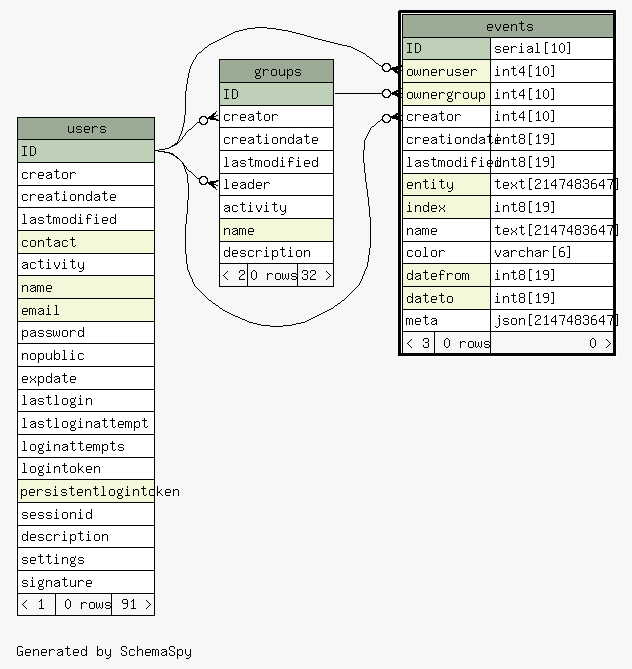 users
ID
creator
creationdate
lastmodified
contact
activity
name
email
password
nopublic
expdate
lastlogin
lastloginattempt
loginattempts
logintoken
persistentlogintoken
sessionid
description
settings
signature
< 1 0 rows 91 >
groups
ID
creator
creationdate
lastmodified
leader
activity
name
description
< 2 0 rows 32 >
events
ID serial[10]
owneruser int4[10]
ownergroup int4[10]
creator int4[10]
creationdate int8[19]
lastmodified int8[19]
entity text[2147483647]
index int8[19]
name text[2147483647]
color varchar[6]
datefrom int8[19]
dateto int8[19]
meta json[2147483647]
< 3 0 rows 0 >
Generated by SchemaSpy